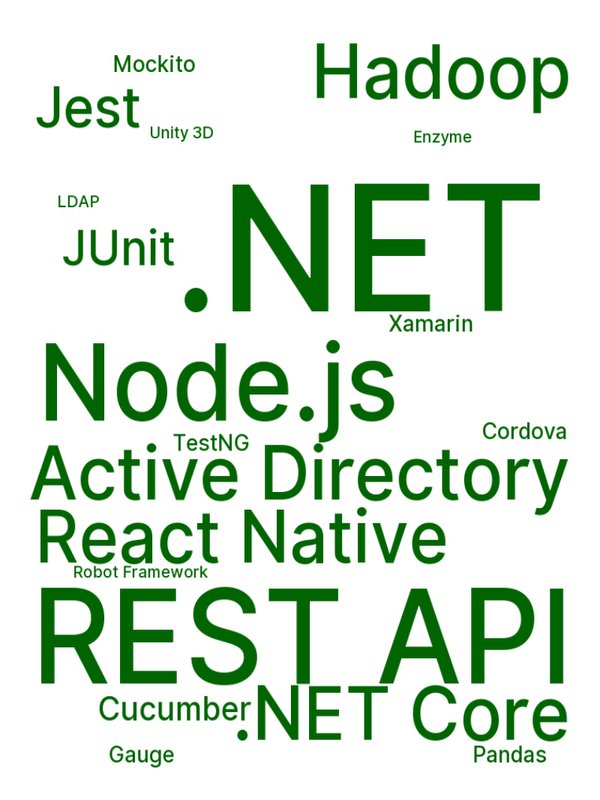 Mockito
Hadoop
Jest
Unity 3D
Enzyme
LDAP
.NET
JUnit
Xamarin
Node.js
Cordova
TestNG
Active Directory
React Native
Robot Framework
REST API
Cucumber
.NET Core
Gauge
Pandas